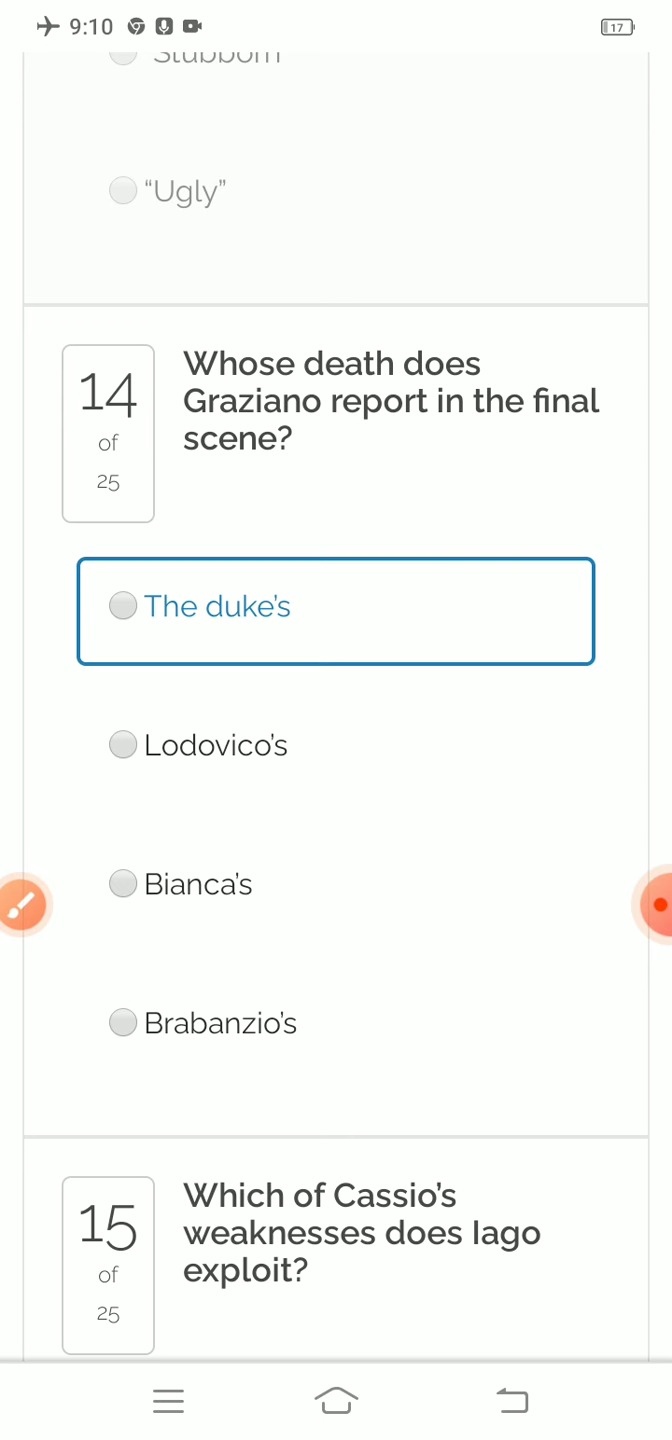 9:10
17
Stubborn
“Ugly”
14
of
25
Whose death does
Graziano report in the final
scene?
The duke’s
Lodovico’s
Bianca’s
Brabanzio’s
15
of
25
Which of Cassio’s
weaknesses does Iago
exploit?